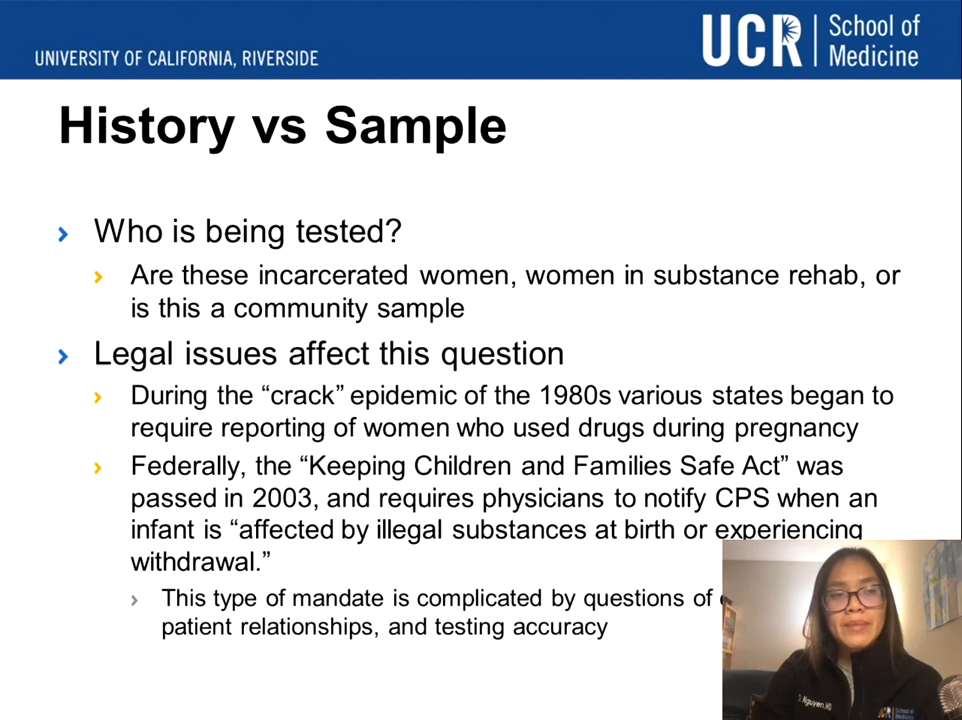 UNIVERSITY OF CALIFORNIA, RIVERSIDE
UCR School of
Medicine
History vs Sample
Who is being tested?
Are these incarcerated women, women in substance rehab, or
is this a community sample
Legal issues affect this question
During the “crack” epidemic of the 1980s various states began to
require reporting of women who used drugs during pregnancy
Federally, the “Keeping Children and Families Safe Act” was
passed in 2003, and requires physicians to notify CPS when an
infant is “affected by illegal substances at birth or experiencing
withdrawal.”
This type of mandate is complicated by questions of
patient relationships, and testing accuracy
Nguyen, MD
School of
Medicine